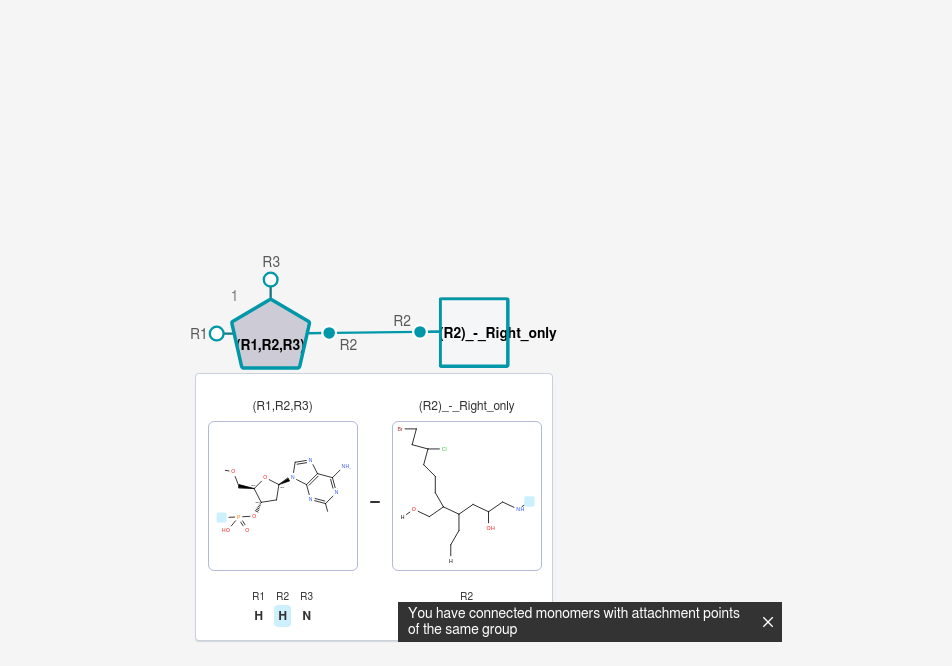 R3
1
R1
R2
R2
(R1,R2,R3)
(R2)_-_Right_only
(R1,R2,R3)
(R2)_-_Right_only
Br
Cl
O
O
N
N
NH
N
N
O
P
HO
O
H
O
OH
NH
H
R1 R2 R3
H H N
R2
You have connected monomers with attachment points
of the same group